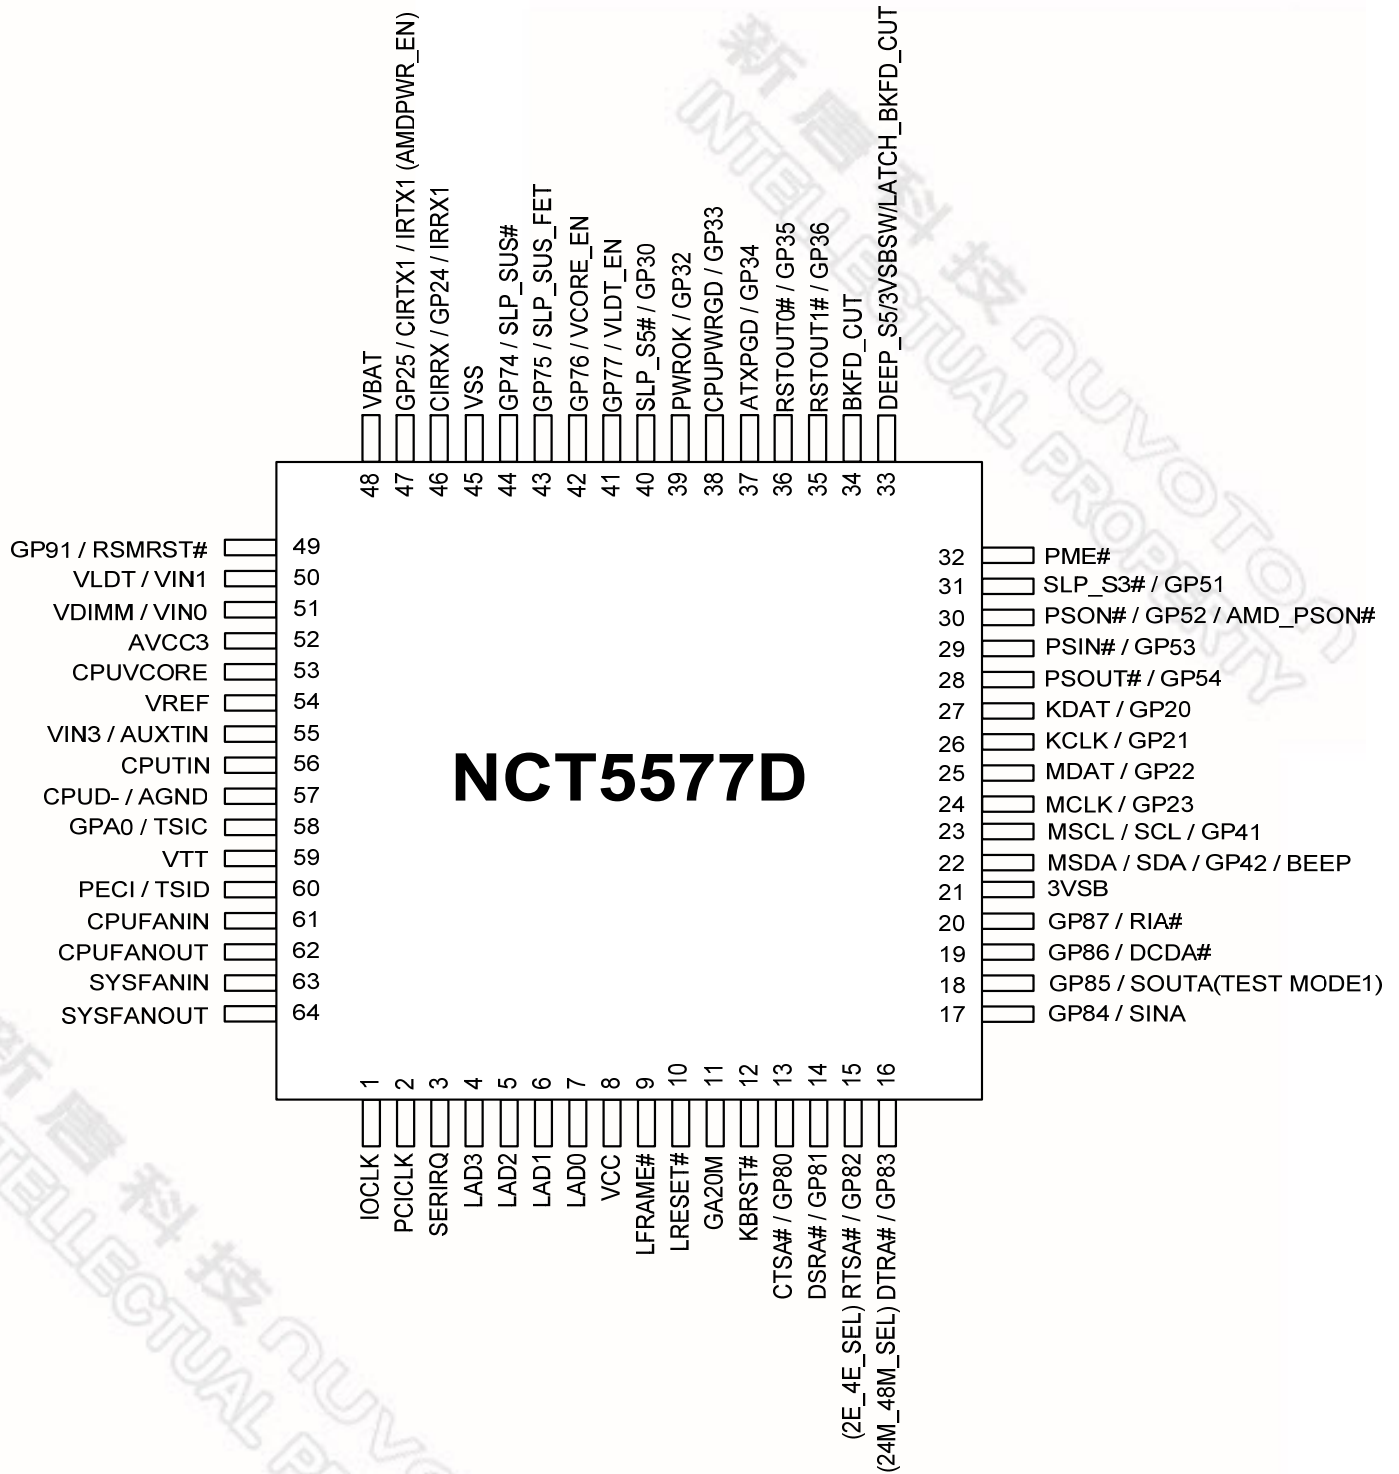 VBAT
GP25 / CIRTX1 / IRTX1 (AMDPWR_EN)
CIRRX / GP24 / IRRX1
VSS
GP74 / SLP_SUS#
GP75 / SLP_SUS_FET
GP76 / VCORE_EN
GP77 / VLDT_EN
SLP_S5# / GP30
PWROK / GP32
CPUPWRGD / GP33
ATXPGD / GP34
RSTOUT0# / GP35
RSTOUT1# / GP36
BKFD_CUT
DEEP_S5/3VSBSW/LATCH_BKFD_CUT
48
47
46
45
44
43
42
41
40
39
38
37
36
35
34
33
GP91 / RSMRST# 49
VLDT / VIN1 50
VDIMM / VIN0 51
AVCC3 52
CPUVCORE 53
VREF 54
VIN3 / AUXTIN 55
CPUTIN 56
CPUD- / AGND 57
GPA0 / TSIC 58
VTT 59
PECI / TSID 60
CPUFANIN 61
CPUFANOUT 62
SYSFANIN 63
SYSFANOUT 64
NCT5577D
32 PME#
31 SLP_S3# / GP51
30 PSON# / GP52 / AMD_PSON#
29 PSIN# / GP53
28 PSOUT# / GP54
27 KDAT / GP20
26 KCLK / GP21
25 MDAT / GP22
24 MCLK / GP23
23 MSCL / SCL / GP41
22 MSDA / SDA / GP42 / BEEP
21 3VSB
20 GP87 / RIA#
19 GP86 / DCDA#
18 GP85 / SOUTA(TEST MODE1)
17 GP84 / SINA
1
2
3
4
5
6
7
8
9
10
11
12
13
14
15
16
IOCLK
PCICLK
SERIRQ
LAD3
LAD2
LAD1
LAD0
VCC
LFRAME#
LRESET#
GA20M
KBRST#
CTSA# / GP80
DSRA# / GP81
(2E_4E_SEL) RTSA# / GP82
(24M_48M_SEL) DTRA# / GP83
新唐科技 nuvoton
INTELLECTUAL PROPERTY
新唐科技 nuvoton
INTELLECTUAL